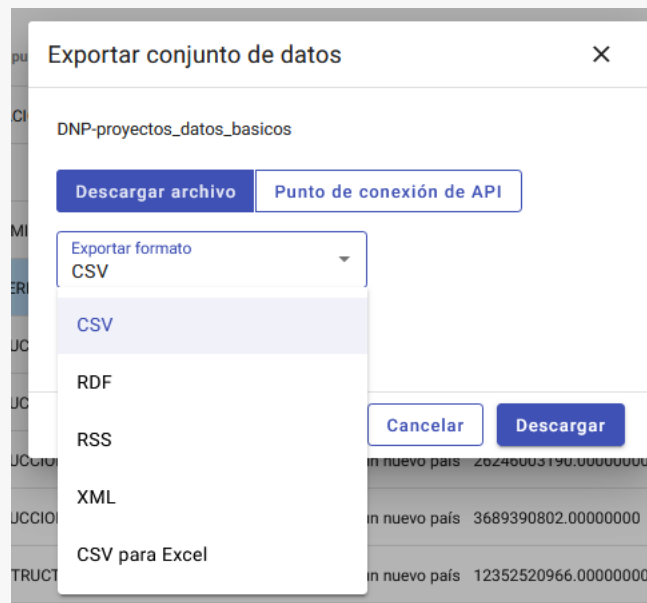 Exportar conjunto de datos
DNP-proyectos_datos_basicos
Descargar archivo
Punto de conexión de API
Exportar formato
CSV
CSV
RDF
RSS
XML
CSV para Excel
Cancelar
Descargar
nuevo país 26246003190.00000000
nuevo país 3689390802.00000000
nuevo país 12352520966.00000000